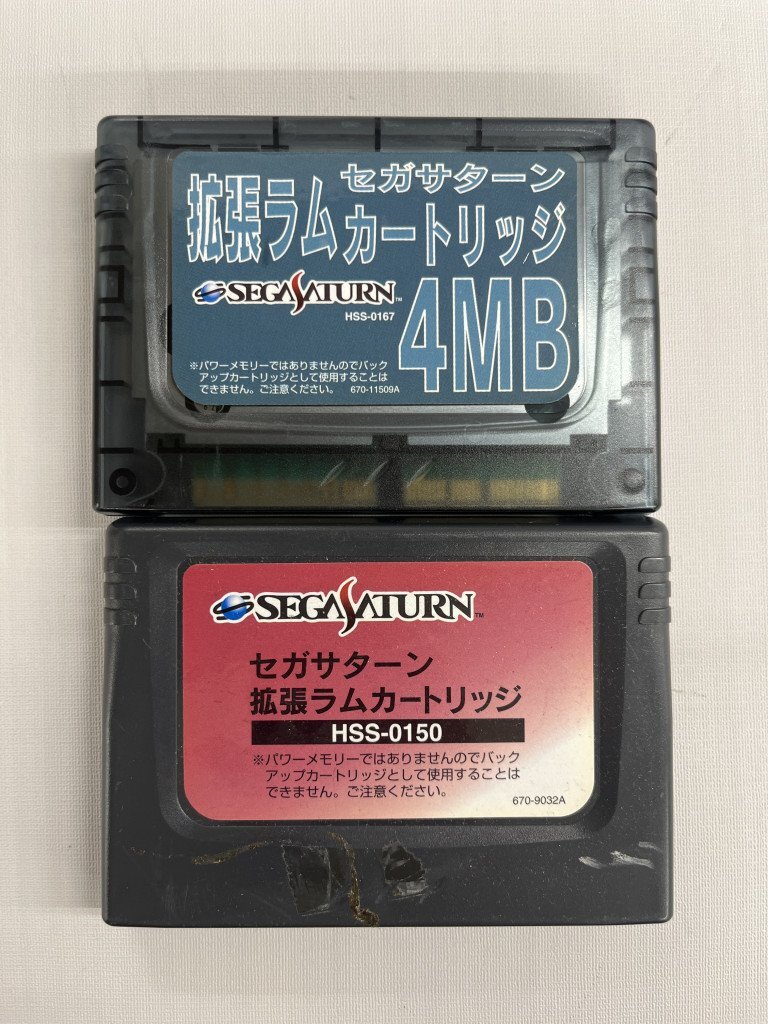 セガサターン
拡張ラムカートリッジ
SEGA SATURN™
HSS-0167
4MB
※パワーメモリーではありませんのでバック
アップカートリッジとして使用することは
できません。ご注意ください。 670-11509A
SEGA SATURN™
セガサターン
拡張ラムカートリッジ
HSS-0150
※パワーメモリーではありませんのでバック
アップカートリッジとして使用することは
できません。ご注意ください。
670-9032A